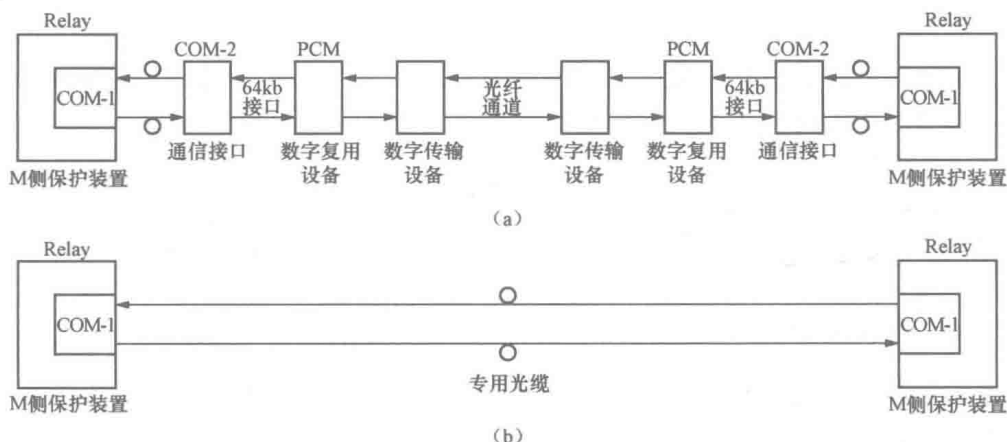 Relay
Relay
COM-2
PCM
PCM
COM-2
COM-1
64kb
接口
光纤
通道
64kb
接口
COM-1
通信接口
数字复用
设备
数字传输
设备
数字传输
设备
数字复用
设备
通信接口
M侧保护装置
M侧保护装置
(a)
Relay
Relay
COM-1
COM-1
专用光缆
M侧保护装置
M侧保护装置
(b)